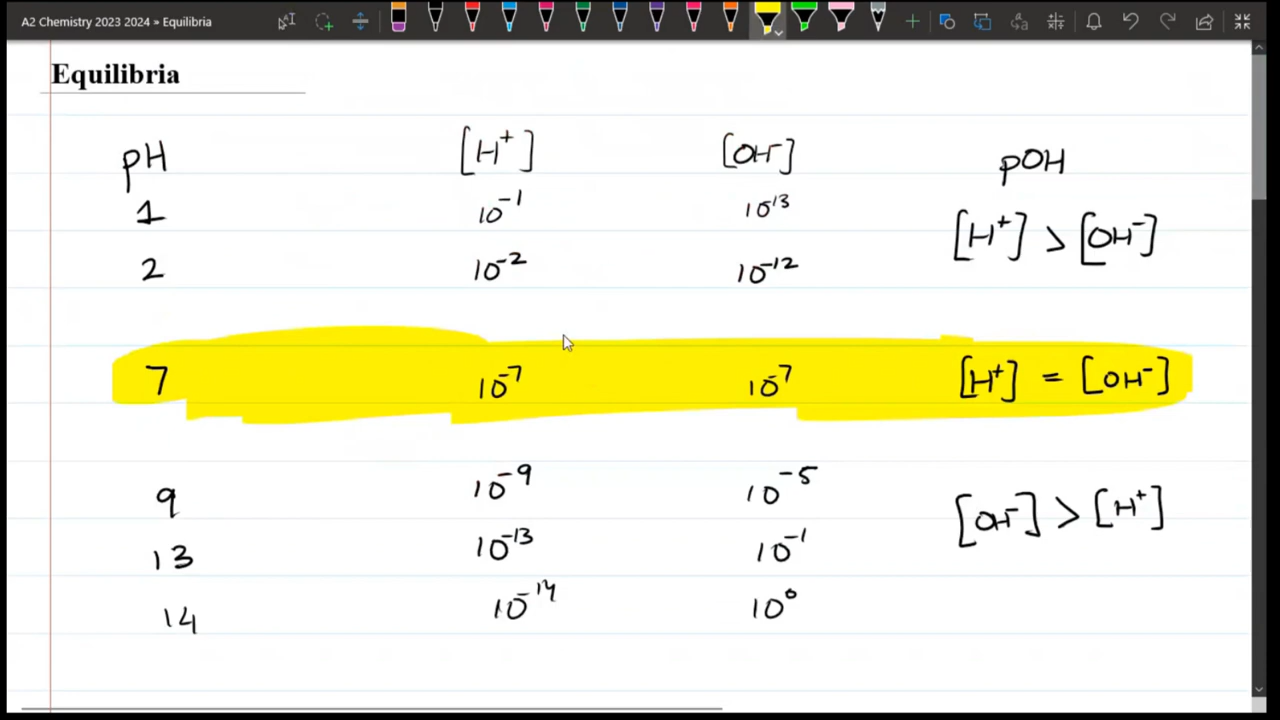 A2 Chemistry 2023 2024 » Equilibria
Equilibria
pH [H⁺] [OH⁻] pOH
1 10⁻¹ 10¹³ [H⁺] > [OH⁻]
2 10⁻² 10⁻¹²
7 10⁻⁷ 10⁻⁷ [H⁺] = [OH⁻]
9 10⁻⁹ 10⁻⁵ [OH⁻] > [H⁺]
13 10⁻¹³ 10⁻¹
14 10⁻¹⁴ 10⁰